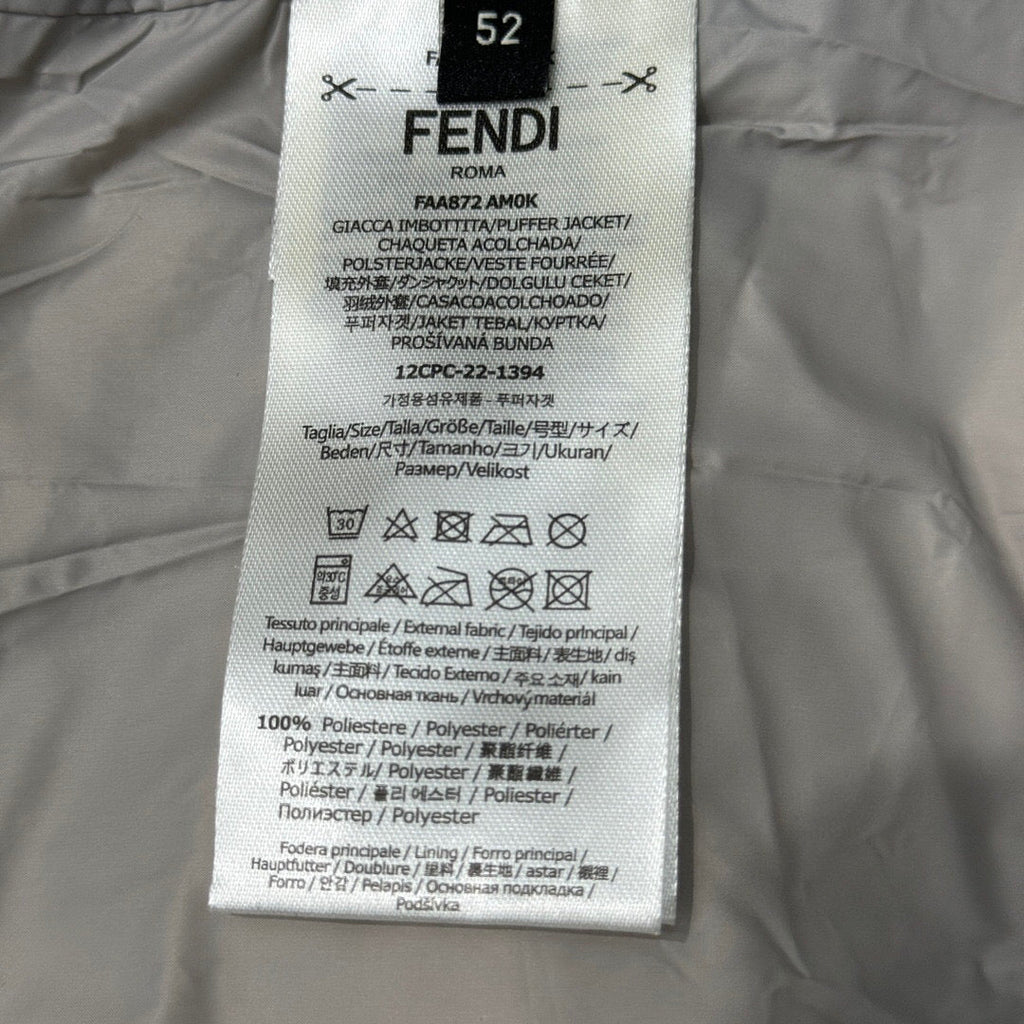 52
FENDI
ROMA
FAA872 AM0K
GIACCA IMBOTTITA/PUFFER JACKET/
CHAQUETA ACOLCHADA/
POLSTERJACKE/VESTE FOURRÉE/
填充外套/ダンジャケット/DOLGULU CEKET/
羽绒外套/CASACOACOLCHOADO/
푸퍼자켓/JAKET TEBAL/КУРТКА/
PROŠÍVANÁ BUNDA
12CPC-22-1394
가정용섬유제품 - 푸퍼자켓
Taglia/Size/Talla/Größe/Taille/号型/サイズ/
Beden/尺寸/Tamanho/크기/Ukuran/
Размер/Velikost
30
약30°C
중성
Tessuto principale / External fabric / Tejido principal /
Hauptgewebe / Étoffe externe / 主面料 / 表生地 / diş
kumaş / 主面料 / Tecido Externo / 주요 소재 / kain
luar / Основная ткань / Vrchový materiál
100% Poliestere / Polyester / Poliérter /
Polyester / Polyester / 聚酯纤维 /
ポリエステル/ Polyester / 聚酯纖維 /
Poliéster / 폴리 에스터 / Poliester /
Полиэстер / Polyester
Fodera principale / Lining / Forro principal /
Hauptfutter / Doublure / 里料 / 裏生地 / astar / 襯裡 /
Forro / 안감 / Pelapis / Основная подкладка /
Podšívka